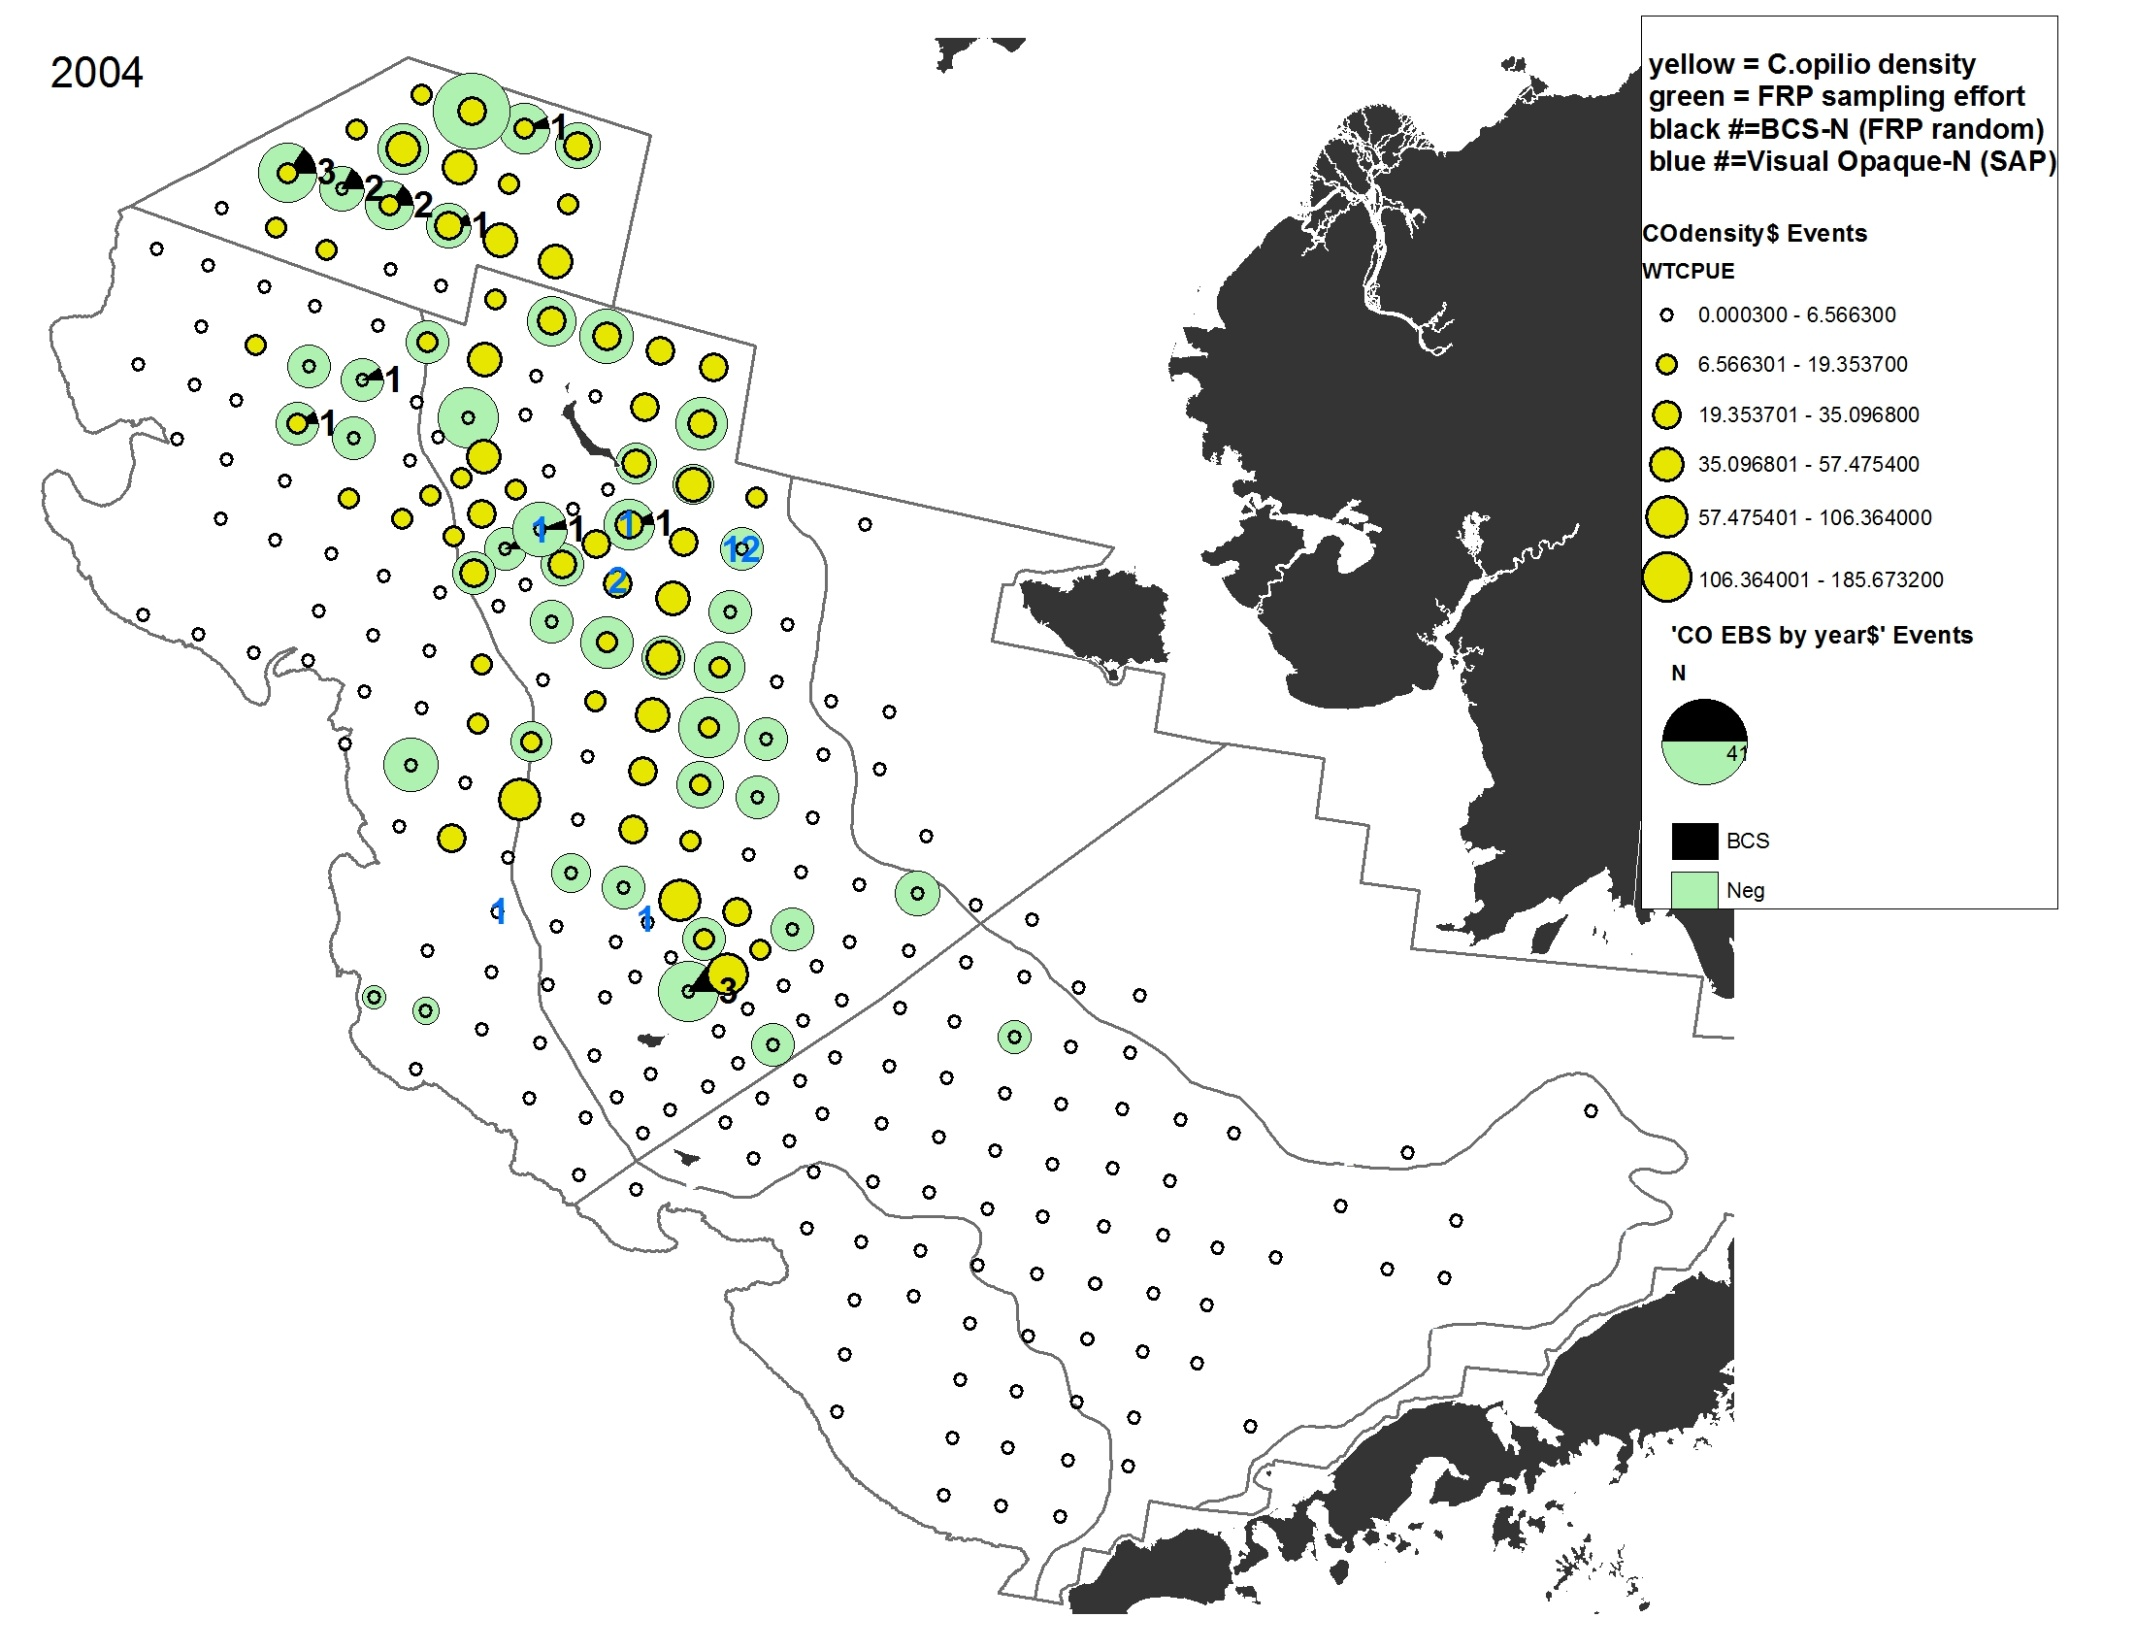 2004
yellow = C.opilio density
green = FRP sampling effort
black #=BCS-N (FRP random)
blue #=Visual Opaque-N (SAP)
COdensity$ Events
WTCPUE
0.000300 - 6.566300
6.566301 - 19.353700
19.353701 - 35.096800
35.096801 - 57.475400
57.475401 - 106.364000
106.364001 - 185.673200
'CO EBS by year$' Events
N
41
BCS
Neg
1
3
2
2
1
1
1
1
1
1
1
12
2
1
1
3